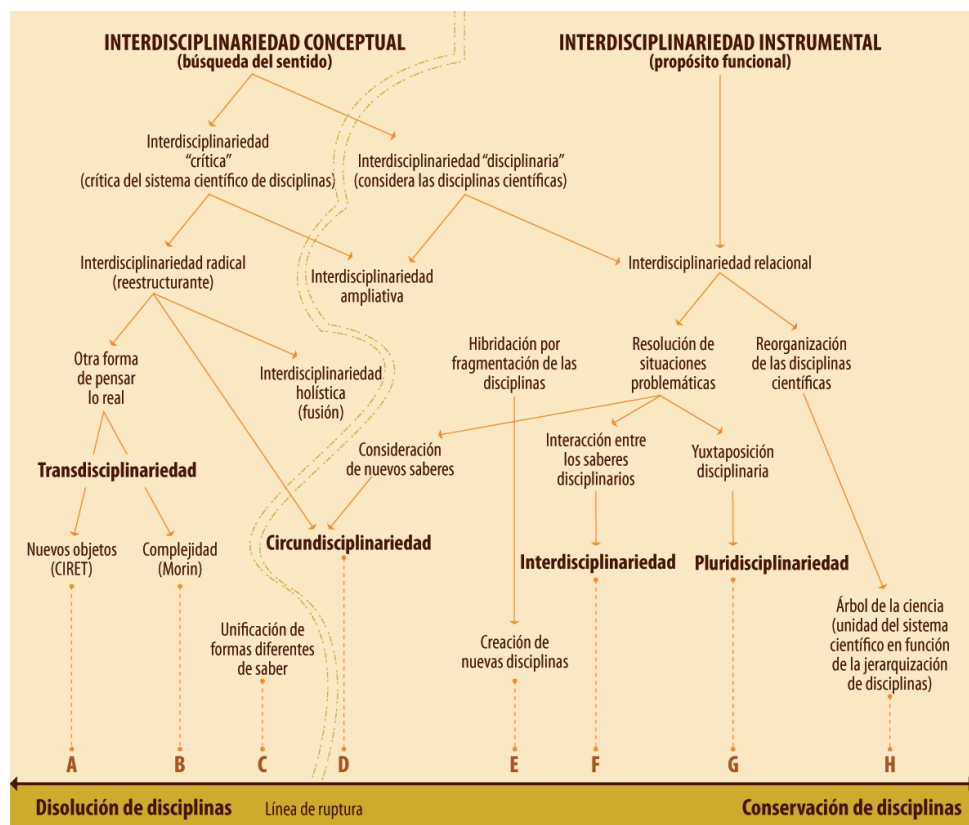 INTERDISCIPLINARIEDAD CONCEPTUAL
(búsqueda del sentido)
INTERDISCIPLINARIEDAD INSTRUMENTAL
(propósito funcional)
Interdisciplinariedad
“crítica”
(crítica del sistema científico de disciplinas)
Interdisciplinariedad “disciplinaria”
(considera las disciplinas científicas)
Interdisciplinariedad radical
(reestructurante)
Interdisciplinariedad
ampliativa
Interdisciplinariedad relacional
Otra forma
de pensar
lo real
Interdisciplinariedad
holística
(fusión)
Hibridación por
fragmentación de las
disciplinas
Resolución de
situaciones
problemáticas
Reorganización
de las disciplinas
científicas
Transdisciplinariedad
Consideración
de nuevos saberes
Interacción entre
los saberes
disciplinarios
Yuxtaposición
disciplinaria
Nuevos objetos
(CIRET)
Complejidad
(Morin)
Circundisciplinariedad
Interdisciplinariedad
Pluridisciplinariedad
Unificación de
formas diferentes
de saber
Creación de
nuevas disciplinas
Árbol de la ciencia
(unidad del sistema
científico en función
de la jerarquización
de disciplinas)
A B C D E F G H
Disolución de disciplinas Línea de ruptura Conservación de disciplinas